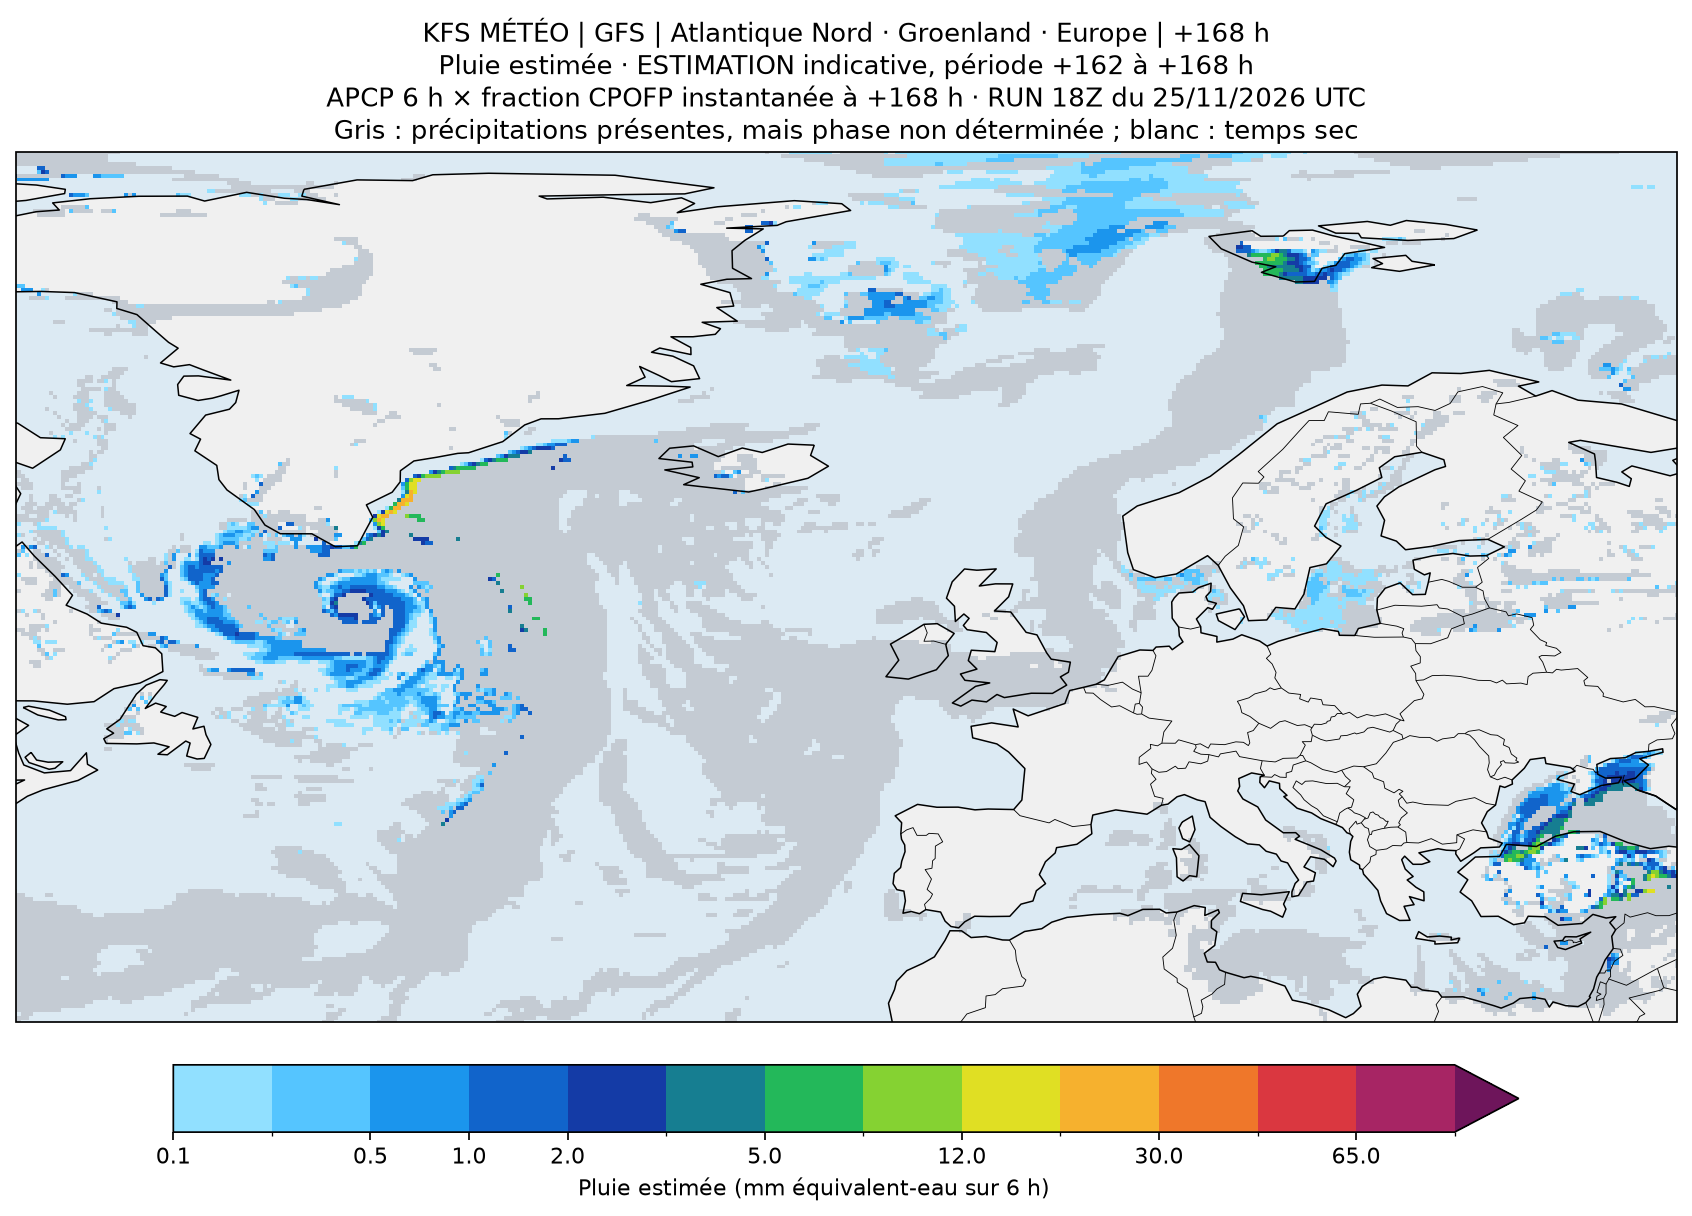 KFS MÉTÉO | GFS | Atlantique Nord · Groenland · Europe | +168 h
Pluie estimée · ESTIMATION indicative, période +162 à +168 h
APCP 6 h × fraction CPOFP instantanée à +168 h · RUN 18Z du 25/11/2026 UTC
Gris : précipitations présentes, mais phase non déterminée ; blanc : temps sec
0.1 0.5 1.0 2.0 5.0 12.0 30.0 65.0
Pluie estimée (mm équivalent-eau sur 6 h)